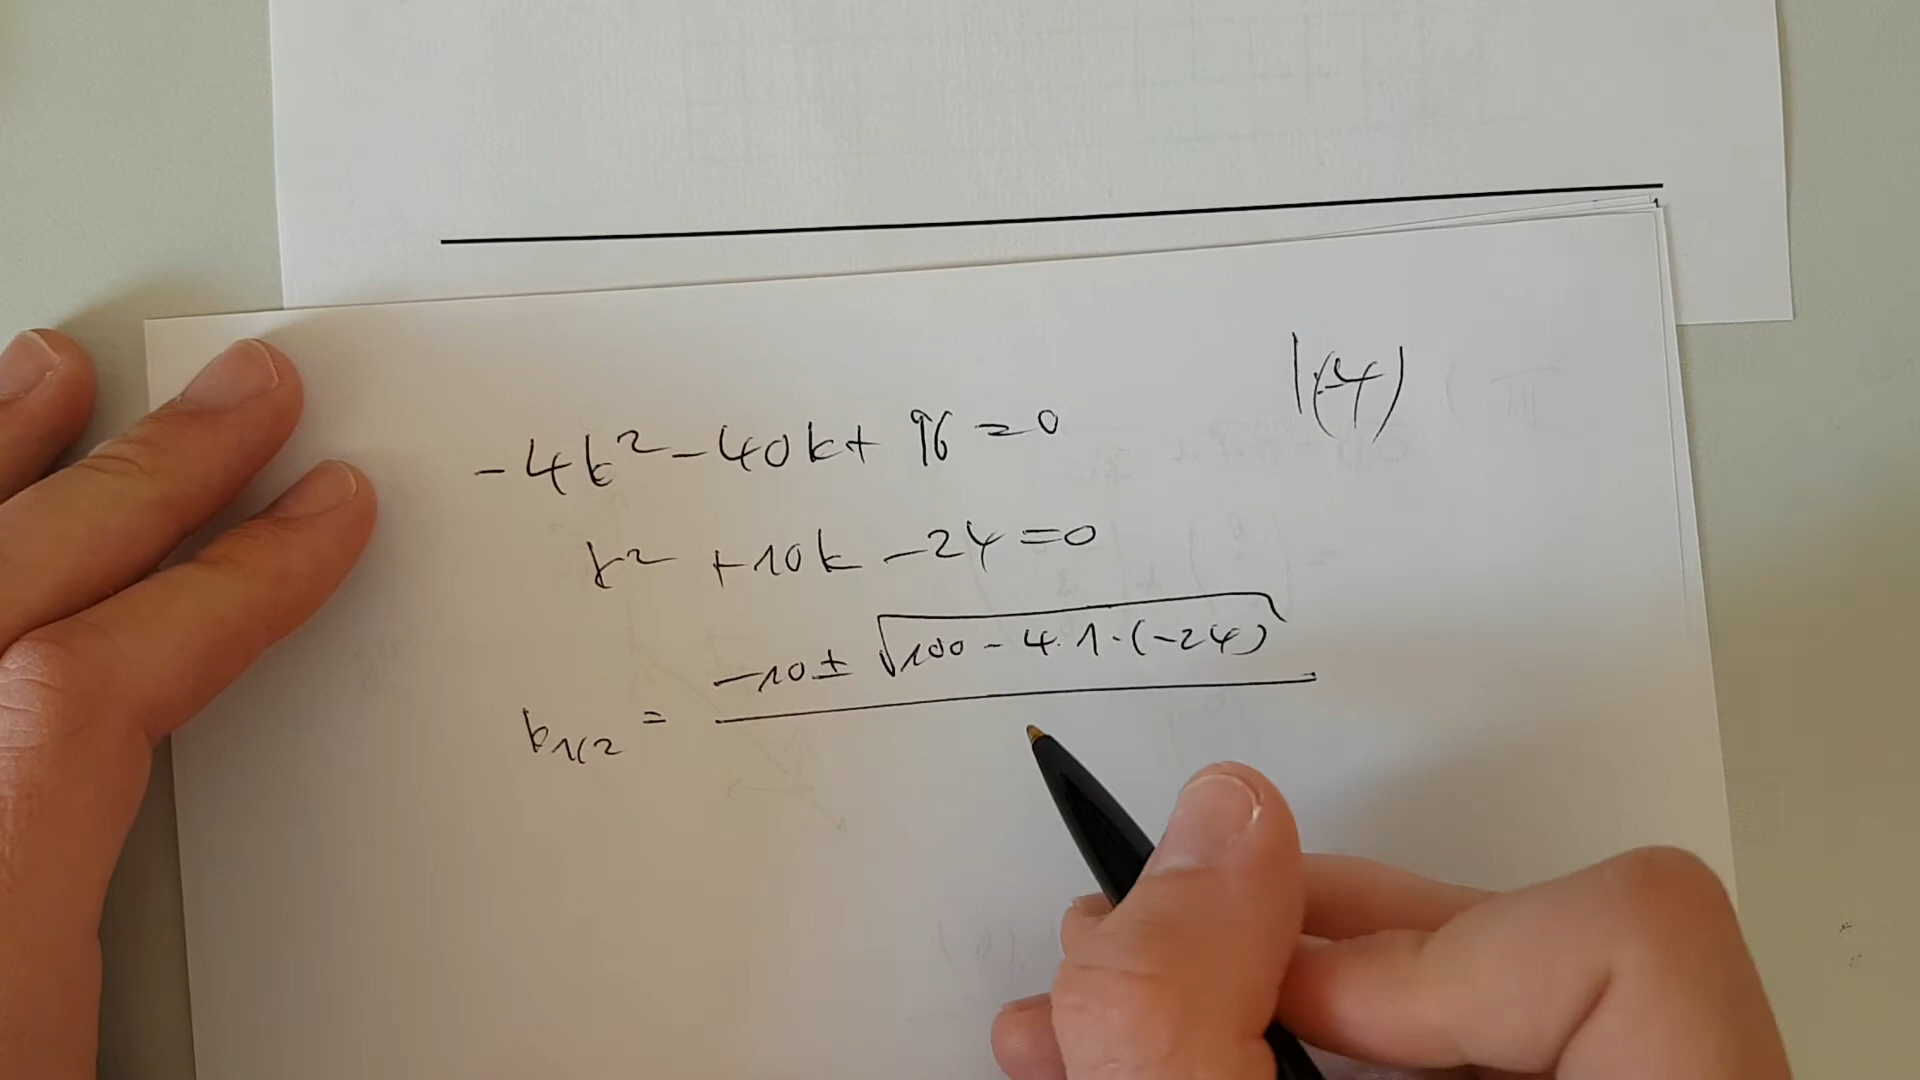 -4k²-40k+96=0 |:(-4)
k²+10k-24=0
k₁,₂ = (-10±√(100-4·1·(-24)))/